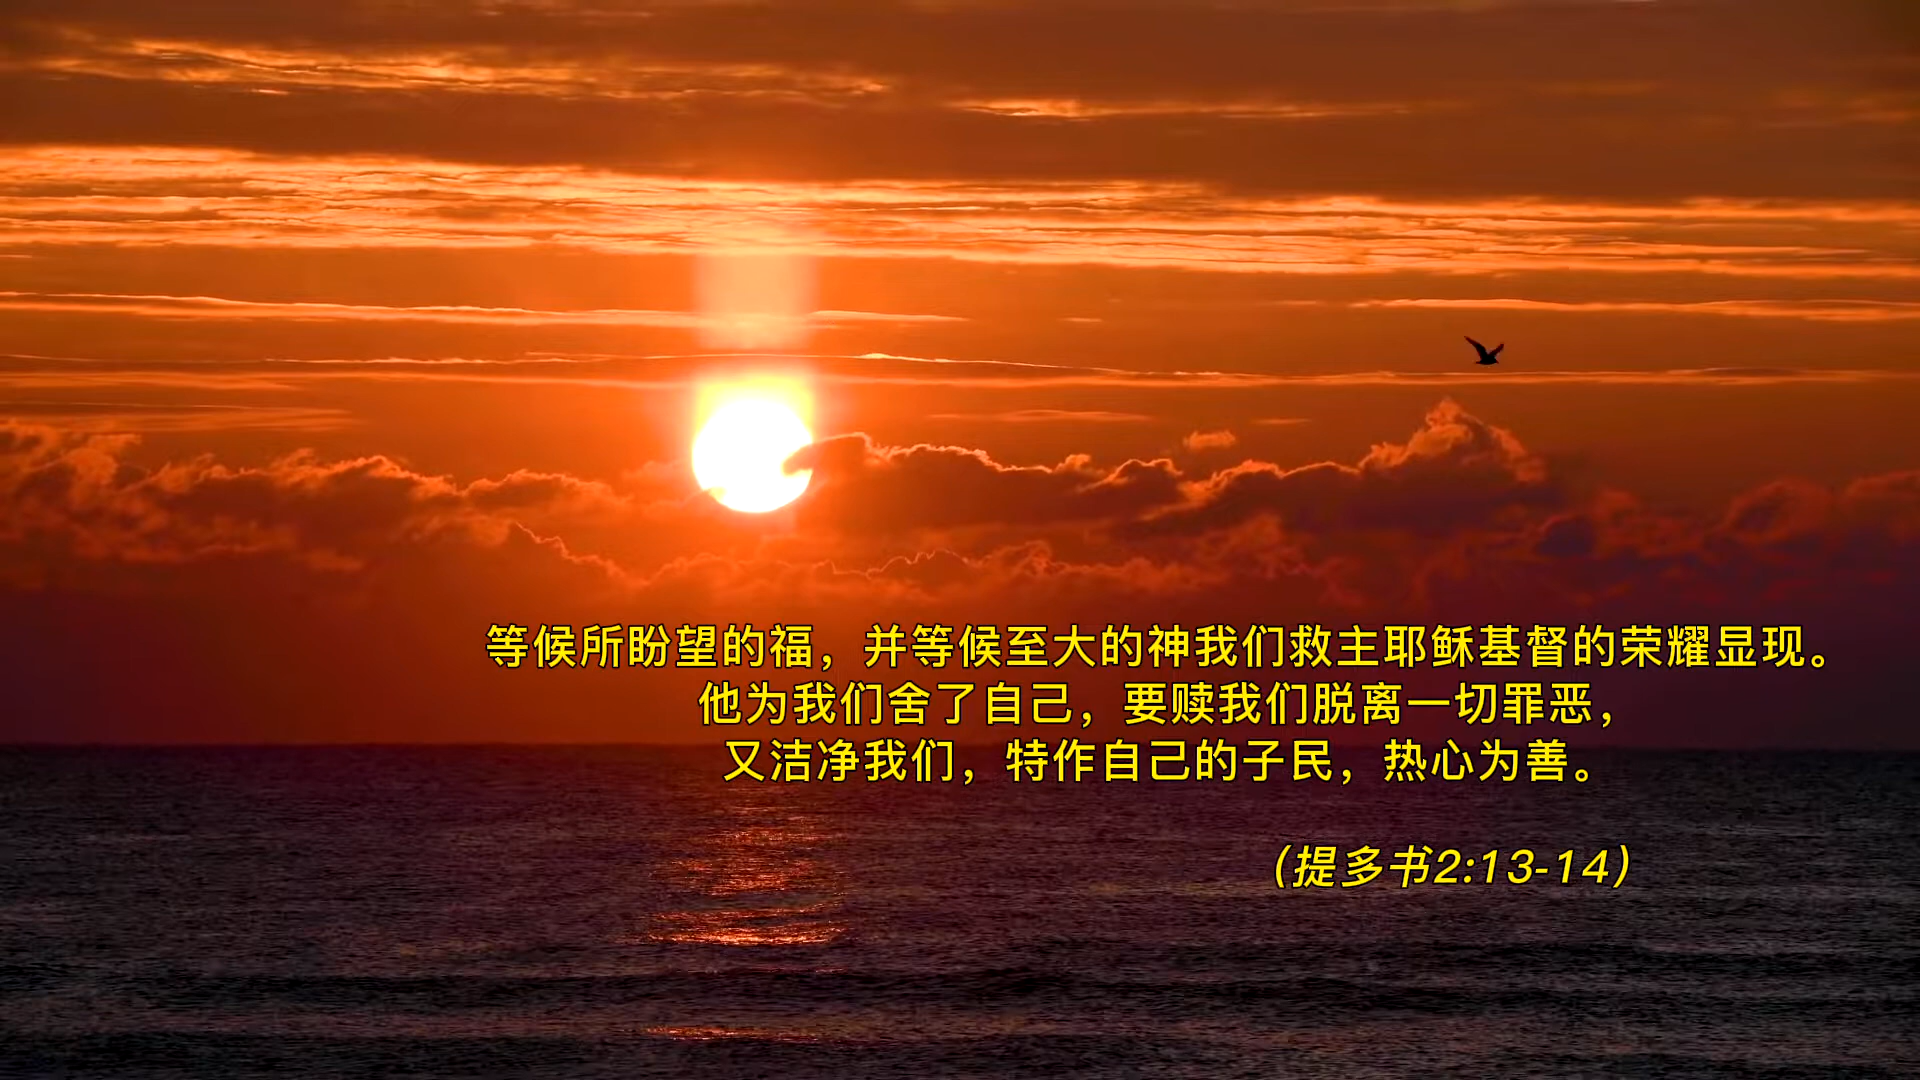 等候所盼望的福，并等候至大的神我们救主耶稣基督的荣耀显现。
他为我们舍了自己，要赎我们脱离一切罪恶，
又洁净我们，特作自己的子民，热心为善。
（提多书2:13-14）